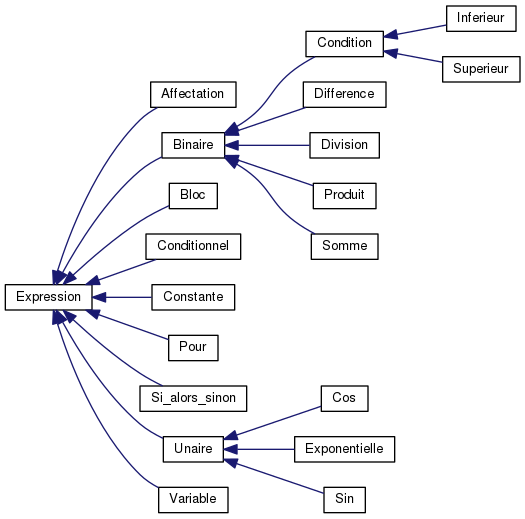 Inferieur
Condition
Superieur
Affectation
Difference
Binaire
Division
Bloc
Produit
Conditionnel
Somme
Expression
Constante
Pour
Si_alors_sinon
Cos
Unaire
Exponentielle
Variable
Sin